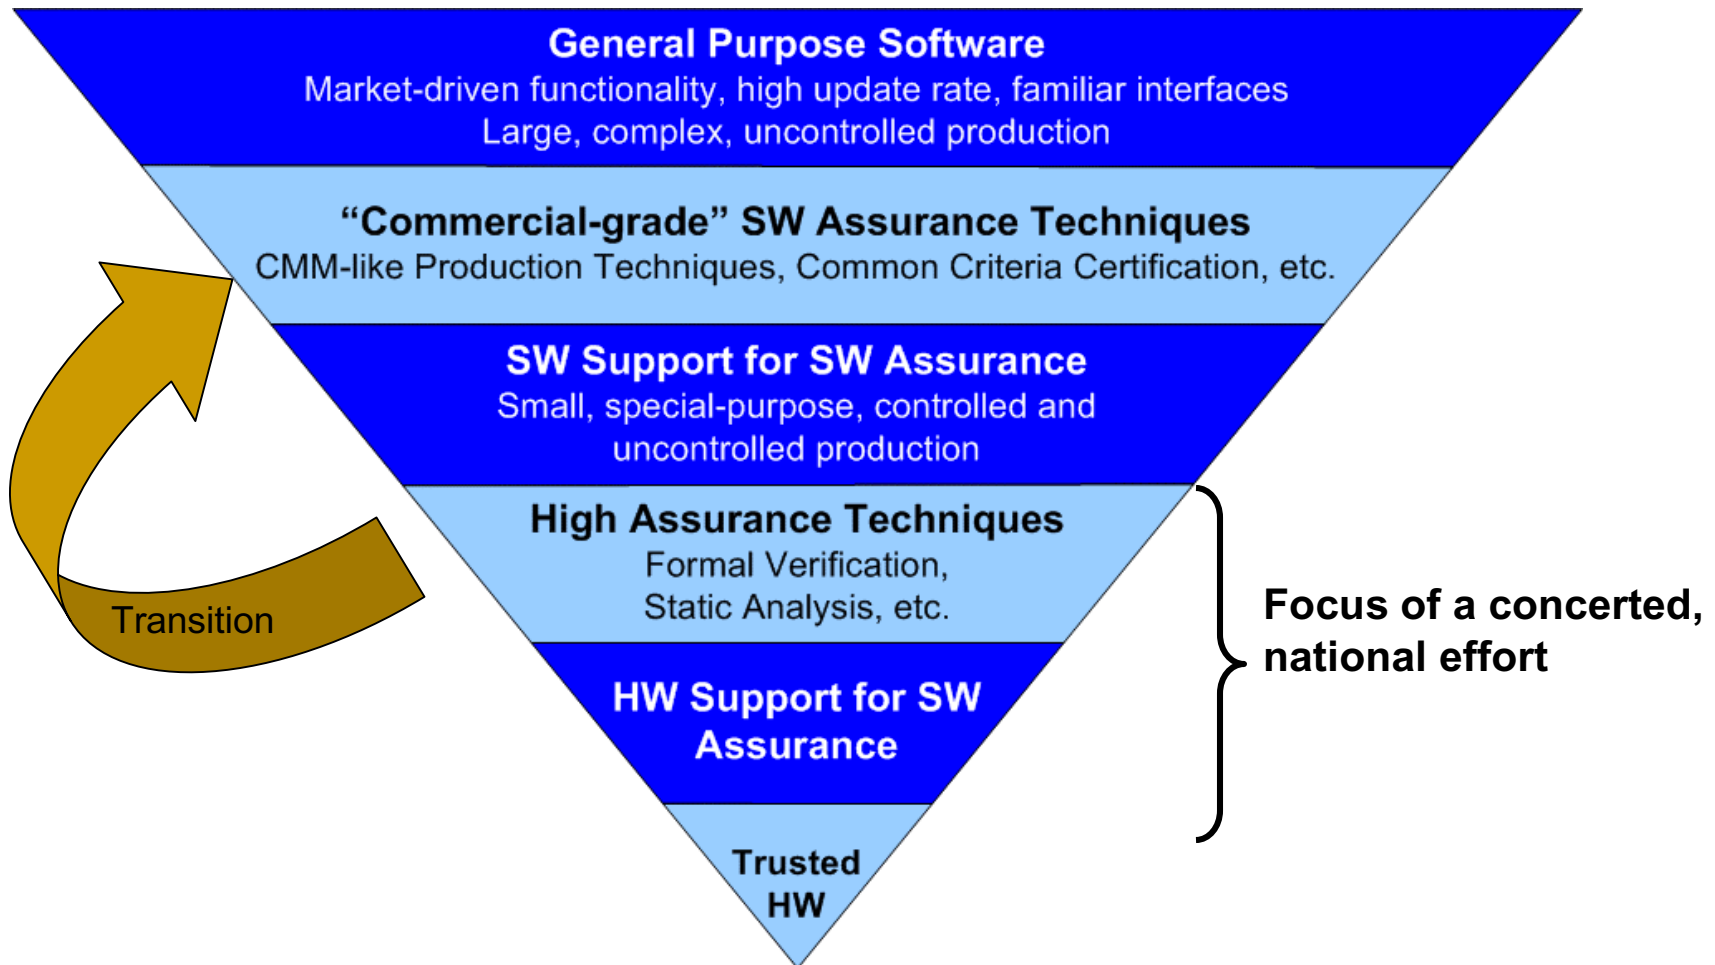 General Purpose Software
Market-driven functionality, high update rate, familiar interfaces
Large, complex, uncontrolled production
“Commercial-grade” SW Assurance Techniques
CMM-like Production Techniques, Common Criteria Certification, etc.
SW Support for SW Assurance
Small, special-purpose, controlled and
uncontrolled production
High Assurance Techniques
Formal Verification,
Static Analysis, etc.
Transition
Focus of a concerted,
national effort
HW Support for SW
Assurance
Trusted
HW